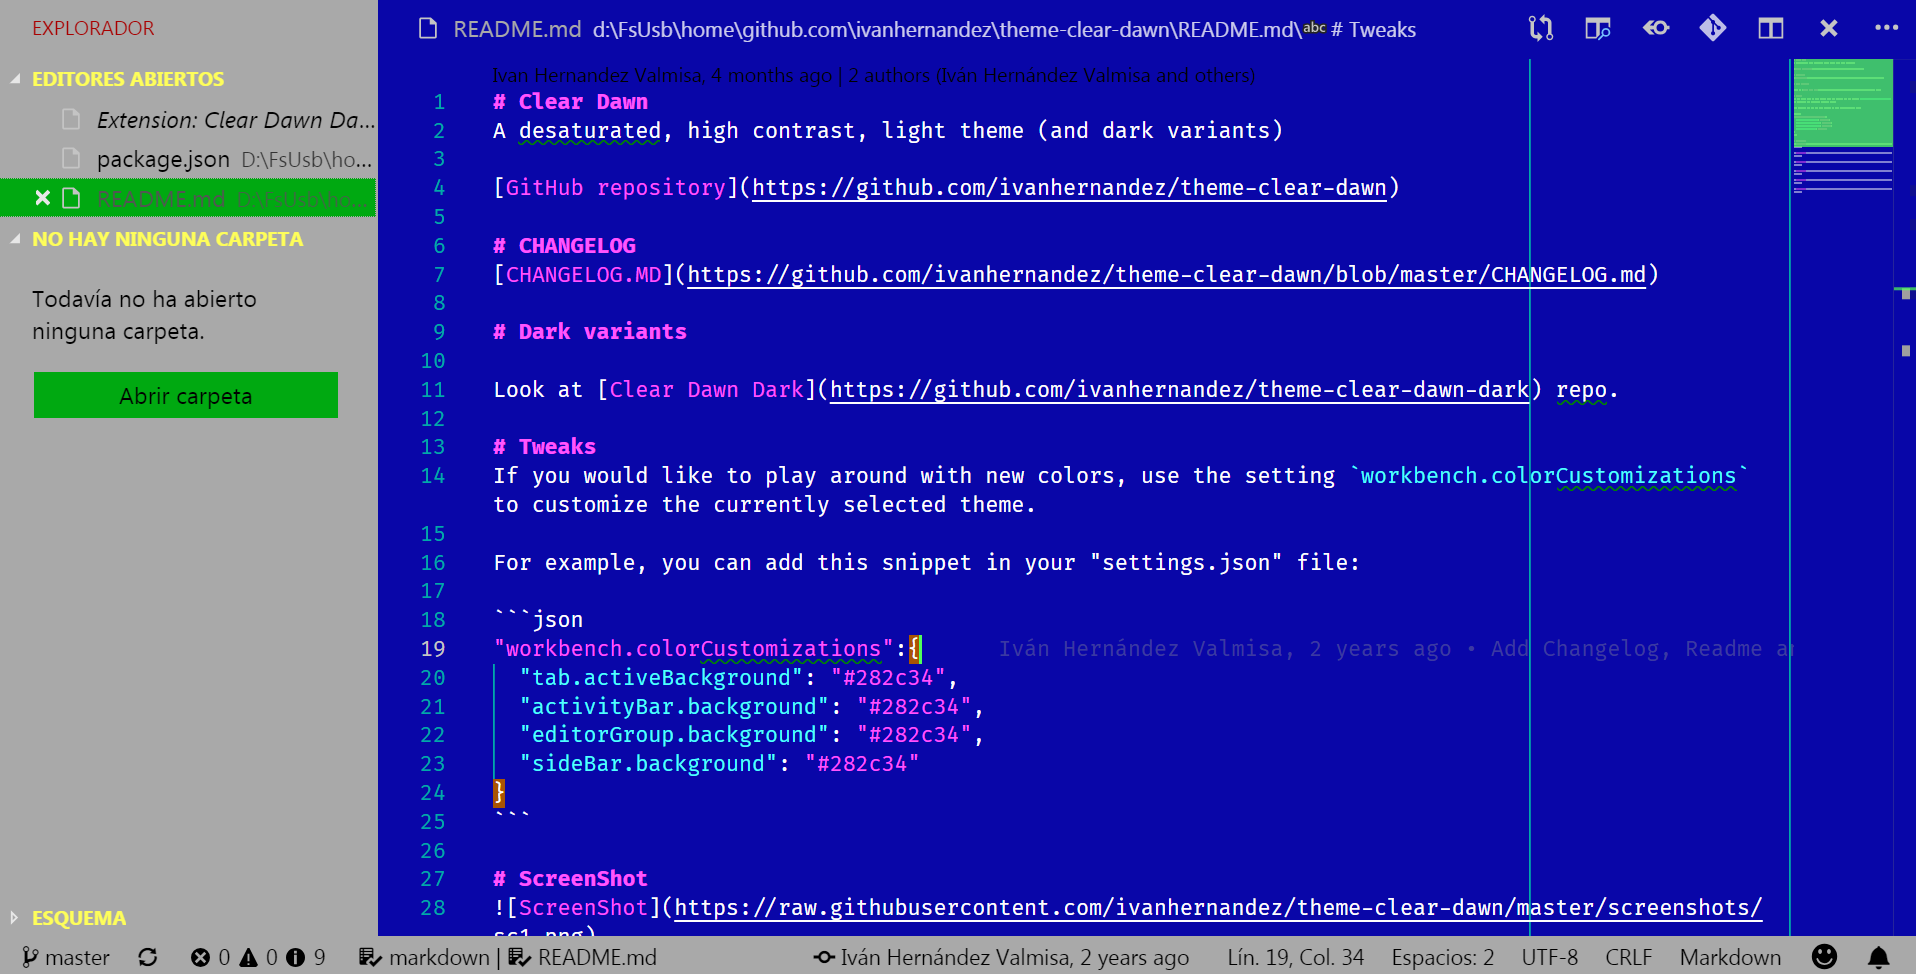 EXPLORADOR
EDITORES ABIERTOS
Extension: Clear Dawn Da...
package.json D:\FsUsb\ho...
README.md D:\FsUsb\ho...
NO HAY NINGUNA CARPETA
Todavía no ha abierto
ninguna carpeta.
Abrir carpeta
ESQUEMA
README.md d:\FsUsb\home\github.com\ivanhernandez\theme-clear-dawn\README.md\abc # Tweaks
Iván Hernández Valmisa, 4 months ago | 2 authors (Iván Hernández Valmisa and others)
1 # Clear Dawn
2 A desaturated, high contrast, light theme (and dark variants)
3
4 [GitHub repository](https://github.com/ivanhernandez/theme-clear-dawn)
5
6 # CHANGELOG
7 [CHANGELOG.MD](https://github.com/ivanhernandez/theme-clear-dawn/blob/master/CHANGELOG.md)
8
9 # Dark variants
10
11 Look at [Clear Dawn Dark](https://github.com/ivanhernandez/theme-clear-dawn-dark) repo.
12
13 # Tweaks
14 If you would like to play around with new colors, use the setting `workbench.colorCustomizations`
to customize the currently selected theme.
15
16 For example, you can add this snippet in your "settings.json" file:
17
18 ```json
19 "workbench.colorCustomizations":{ Iván Hernández Valmisa, 2 years ago • Add Changelog, Readme an
20 "tab.activeBackground": "#282c34",
21 "activityBar.background": "#282c34",
22 "editorGroup.background": "#282c34",
23 "sideBar.background": "#282c34"
24 }
25 ```
26
27 # ScreenShot
28 ![ScreenShot](https://raw.githubusercontent.com/ivanhernandez/theme-clear-dawn/master/screenshots/
sc1.png)
master 0 0 9 markdown | README.md Iván Hernández Valmisa, 2 years ago Lín. 19, Col. 34 Espacios: 2 UTF-8 CRLF Markdown